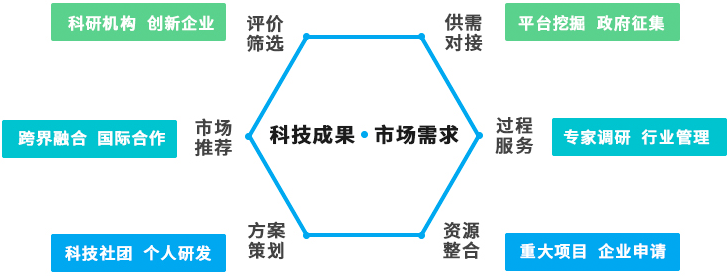 科研机构 创新企业
评价
筛选
供需
对接
平台挖掘 政府征集
跨界融合 国际合作
市场
推荐
科技成果·市场需求
过程
服务
专家调研 行业管理
科技社团 个人研发
方案
策划
资源
整合
重大项目 企业申请